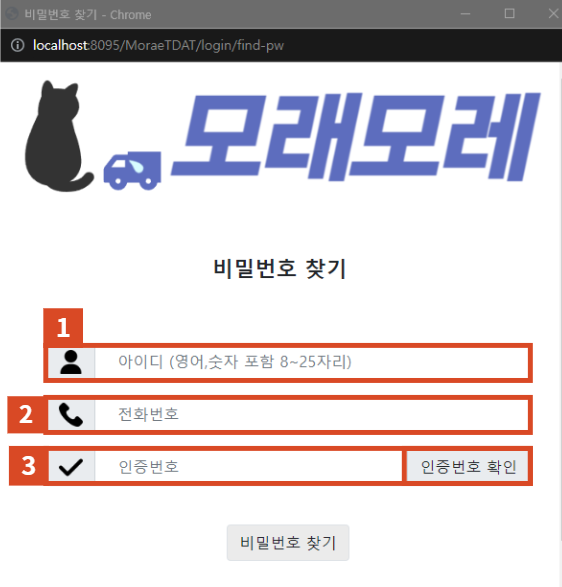 비밀번호 찾기 - Chrome
localhost:8095/MoraeTDAT/login/find-pw
모래모레
비밀번호 찾기
1
아이디 (영어,숫자 포함 8~25자리)
2 전화번호
3 인증번호 인증번호 확인
비밀번호 찾기